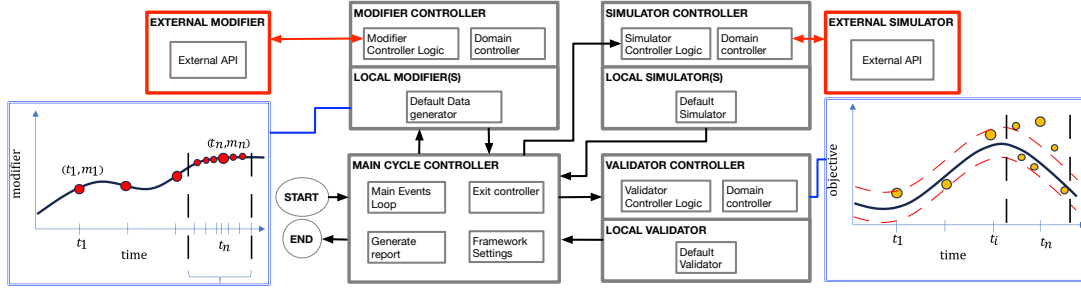 EXTERNAL MODIFIER
External API
MODIFIER CONTROLLER
Modifier
Controller Logic
Domain
controller
LOCAL MODIFIER(S)
Default Data
generator
SIMULATOR CONTROLLER
Simulator
Controller Logic
Domain
controller
LOCAL SIMULATOR(S)
Default
Simulator
EXTERNAL SIMULATOR
External API
modifier
(t1,m1)
(tn,mn)
t1
tn
time
START
END
MAIN CYCLE CONTROLLER
Main Events
Loop
Exit controller
Generate
report
Framework
Settings
VALIDATOR CONTROLLER
Validator
Controller Logic
Domain
controller
LOCAL VALIDATOR
Default
Validator
objective
t1
ti
tn
time